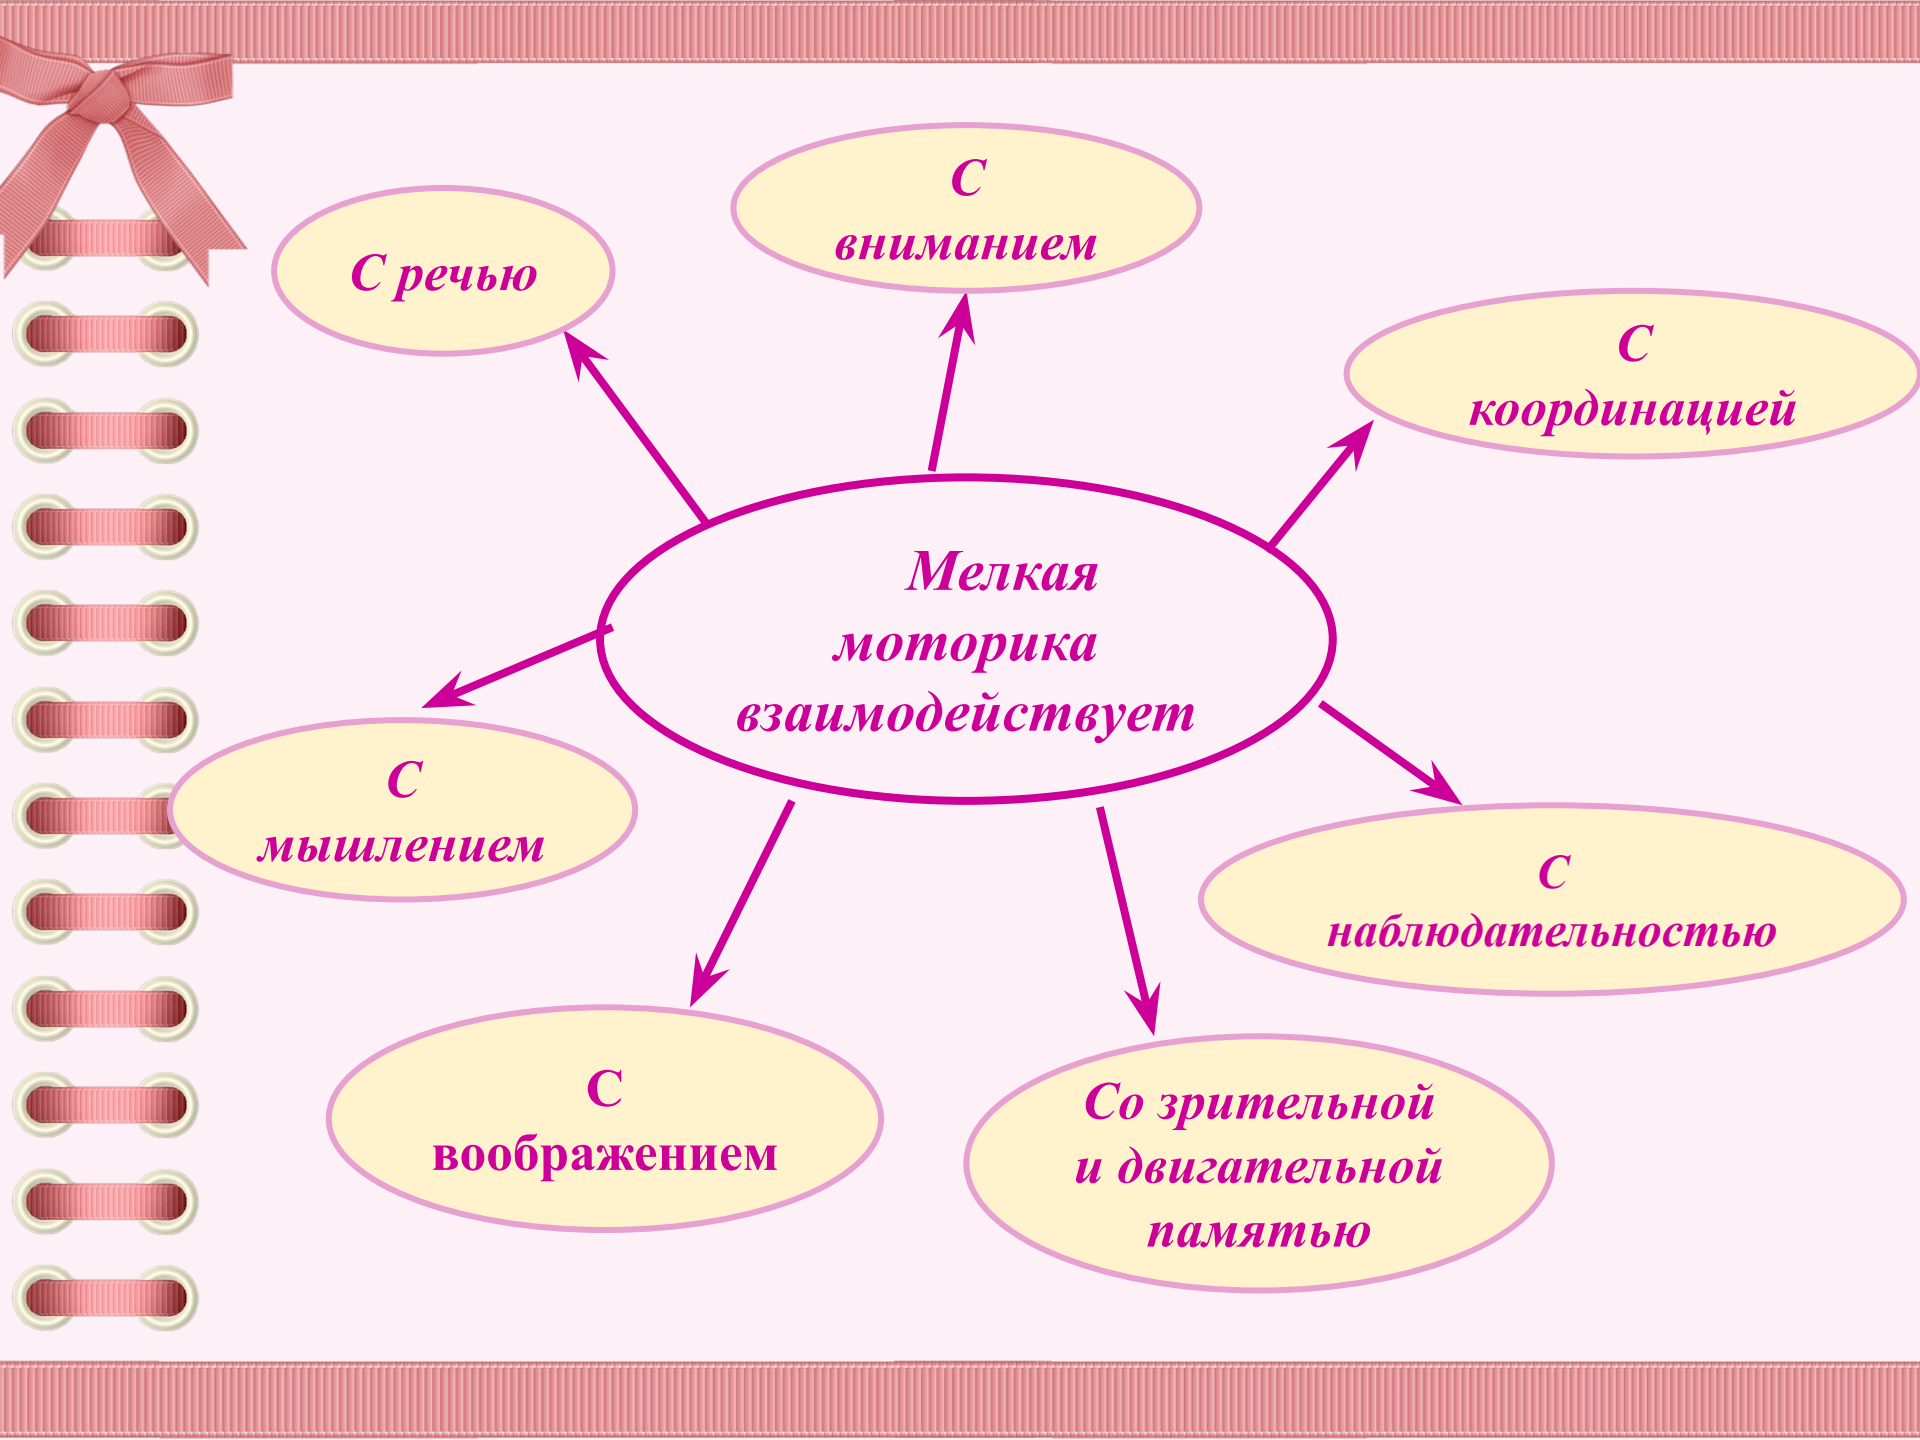 С
вниманием
С речью
С
координацией
Мелкая
моторика
взаимодействует
С
мышлением
С
наблюдательностью
С
воображением
Со зрительной
и двигательной
памятью